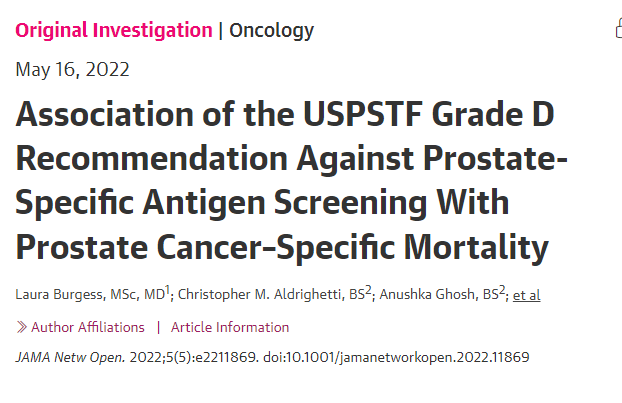 Original Investigation | Oncology
May 16, 2022
Association of the USPSTF Grade D
Recommendation Against Prostate-
Specific Antigen Screening With
Prostate Cancer–Specific Mortality
Laura Burgess, MSc, MD1; Christopher M. Aldrighetti, BS2; Anushka Ghosh, BS2; et al
Author Affiliations | Article Information
JAMA Netw Open. 2022;5(5):e2211869. doi:10.1001/jamanetworkopen.2022.11869